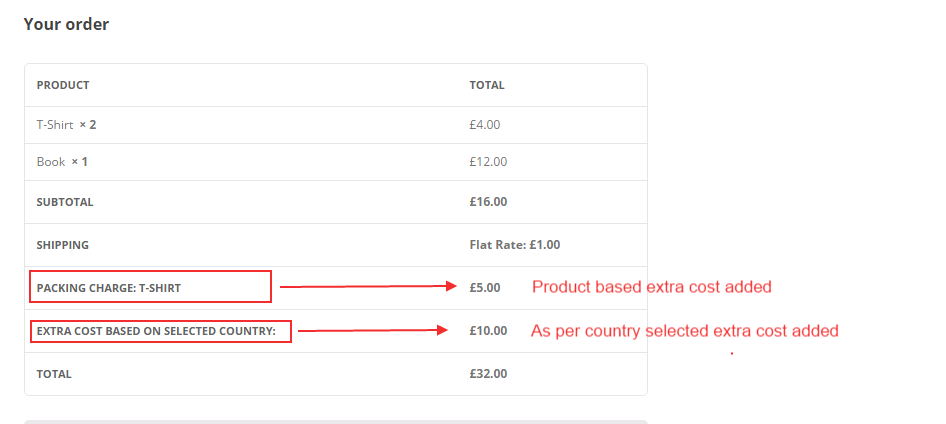 Your order
PRODUCT TOTAL
T-Shirt × 2 £4.00
Book × 1 £12.00
SUBTOTAL £16.00
SHIPPING Flat Rate: £1.00
PACKING CHARGE: T-SHIRT £5.00 Product based extra cost added
EXTRA COST BASED ON SELECTED COUNTRY: £10.00 As per country selected extra cost added
TOTAL £32.00